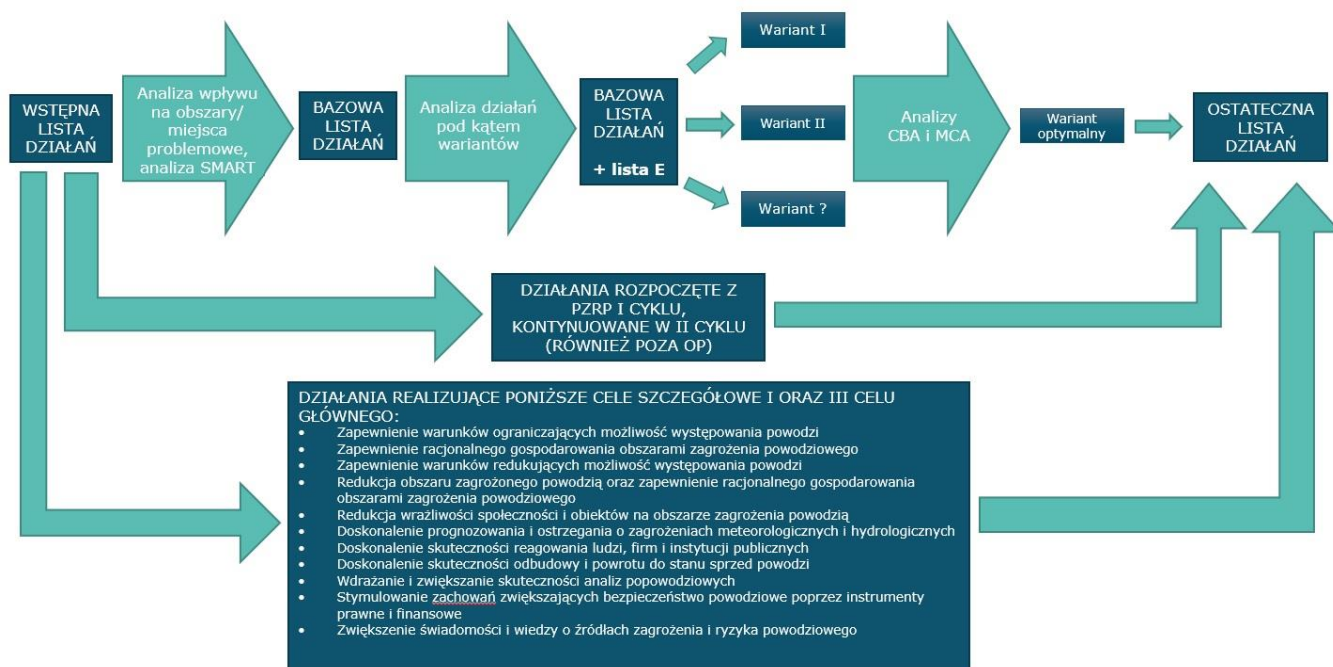 WSTĘPNA
LISTA
DZIAŁAŃ
Analiza wpływu
na obszary/
miejsca
problemowe,
analiza SMART
BAZOWA
LISTA
DZIAŁAŃ
Analiza działań
pod kątem
wariantów
BAZOWA
LISTA
DZIAŁAŃ
+ lista E
Wariant I
Wariant II
Wariant ?
Analizy
CBA i MCA
Wariant
optymalny
OSTATECZNA
LISTA
DZIAŁAŃ
DZIAŁANIA ROZPOCZĘTE Z
PZRP I CYKLU,
KONTYNUOWANE W II CYKLU
(RÓWNIEŻ POZA OP)
DZIAŁANIA REALIZUJĄCE PONIŻSZE CELE SZCZEGÓŁOWE I ORAZ III CELU
GŁÓWNEGO:
• Zapewnienie warunków ograniczających możliwość występowania powodzi
• Zapewnienie racjonalnego gospodarowania obszarami zagrożenia powodziowego
• Zapewnienie warunków redukujących możliwość występowania powodzi
• Redukcja obszaru zagrożonego powodzią oraz zapewnienie racjonalnego gospodarowania
obszarami zagrożenia powodziowego
• Redukcja wrażliwości społeczności i obiektów na obszarze zagrożenia powodzią
• Doskonalenie prognozowania i ostrzegania o zagrożeniach meteorologicznych i hydrologicznych
• Doskonalenie skuteczności reagowania ludzi, firm i instytucji publicznych
• Doskonalenie skuteczności odbudowy i powrotu do stanu sprzed powodzi
• Wdrażanie i zwiększanie skuteczności analiz popowodziowych
• Stymulowanie zachowań zwiększających bezpieczeństwo powodziowe poprzez instrumenty
prawne i finansowe
• Zwiększenie świadomości i wiedzy o źródłach zagrożenia i ryzyka powodziowego